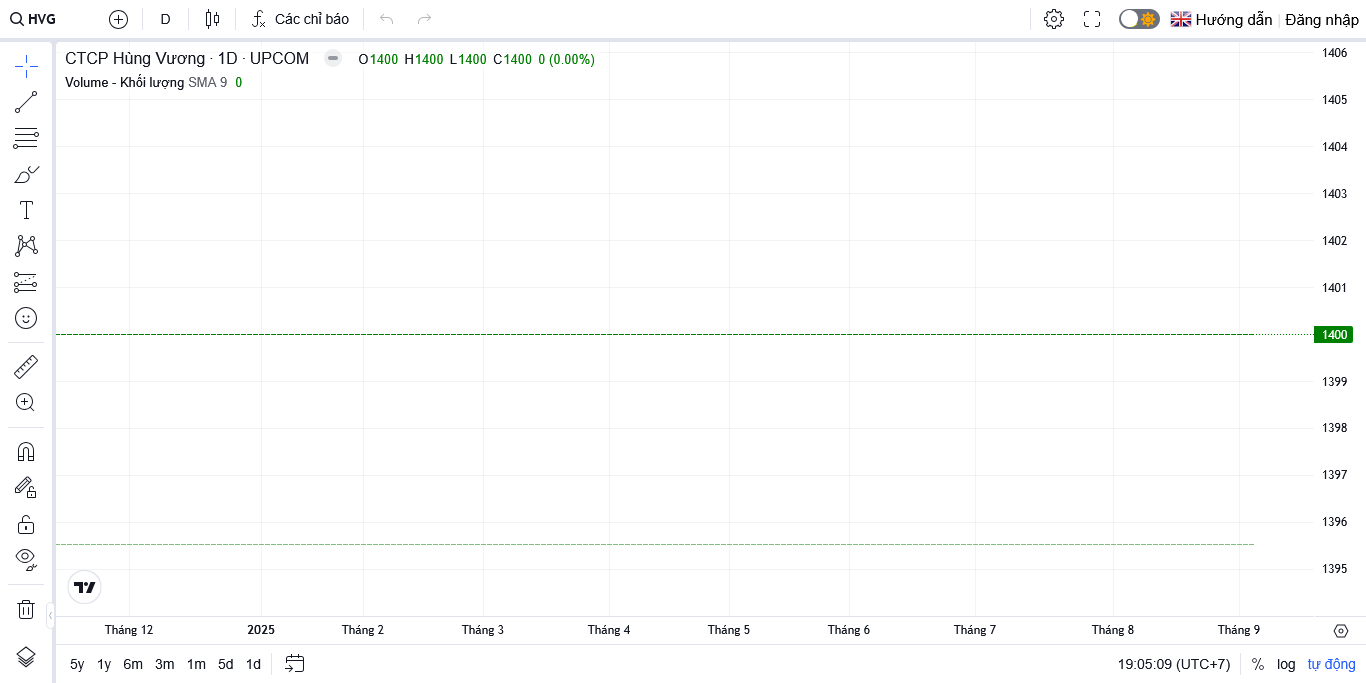 HVG D Các chỉ báo Hướng dẫn Đăng nhập
CTCP Hùng Vương · 1D · UPCOM O1400 H1400 L1400 C1400 0 (0.00%)
Volume - Khối lượng SMA 9 0
1406
1405
1404
1403
1402
1401
1400
1399
1398
1397
1396
1395
Tháng 12 2025 Tháng 2 Tháng 3 Tháng 4 Tháng 5 Tháng 6 Tháng 7 Tháng 8 Tháng 9
5y 1y 6m 3m 1m 5d 1d 19:05:09 (UTC+7) % log tự động